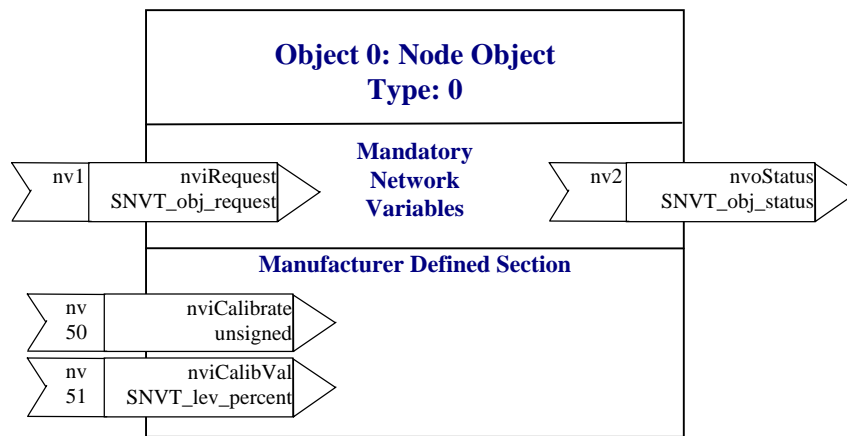 Object 0: Node Object
Type: 0
Mandatory
Network
Variables
nv1
nviRequest
SNVT_obj_request
nv2
nvoStatus
SNVT_obj_status
Manufacturer Defined Section
nv
50
nviCalibrate
unsigned
nv
51
nviCalibVal
SNVT_lev_percent